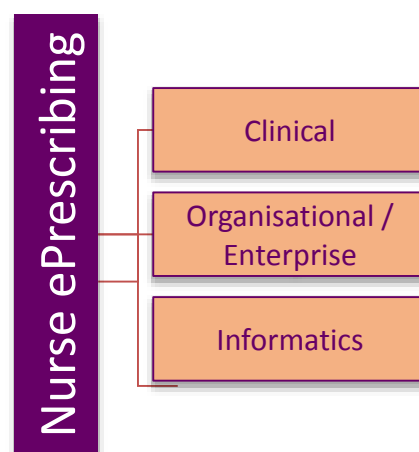 Nurse ePrescribing
Clinical
Organisational /
Enterprise
Informatics